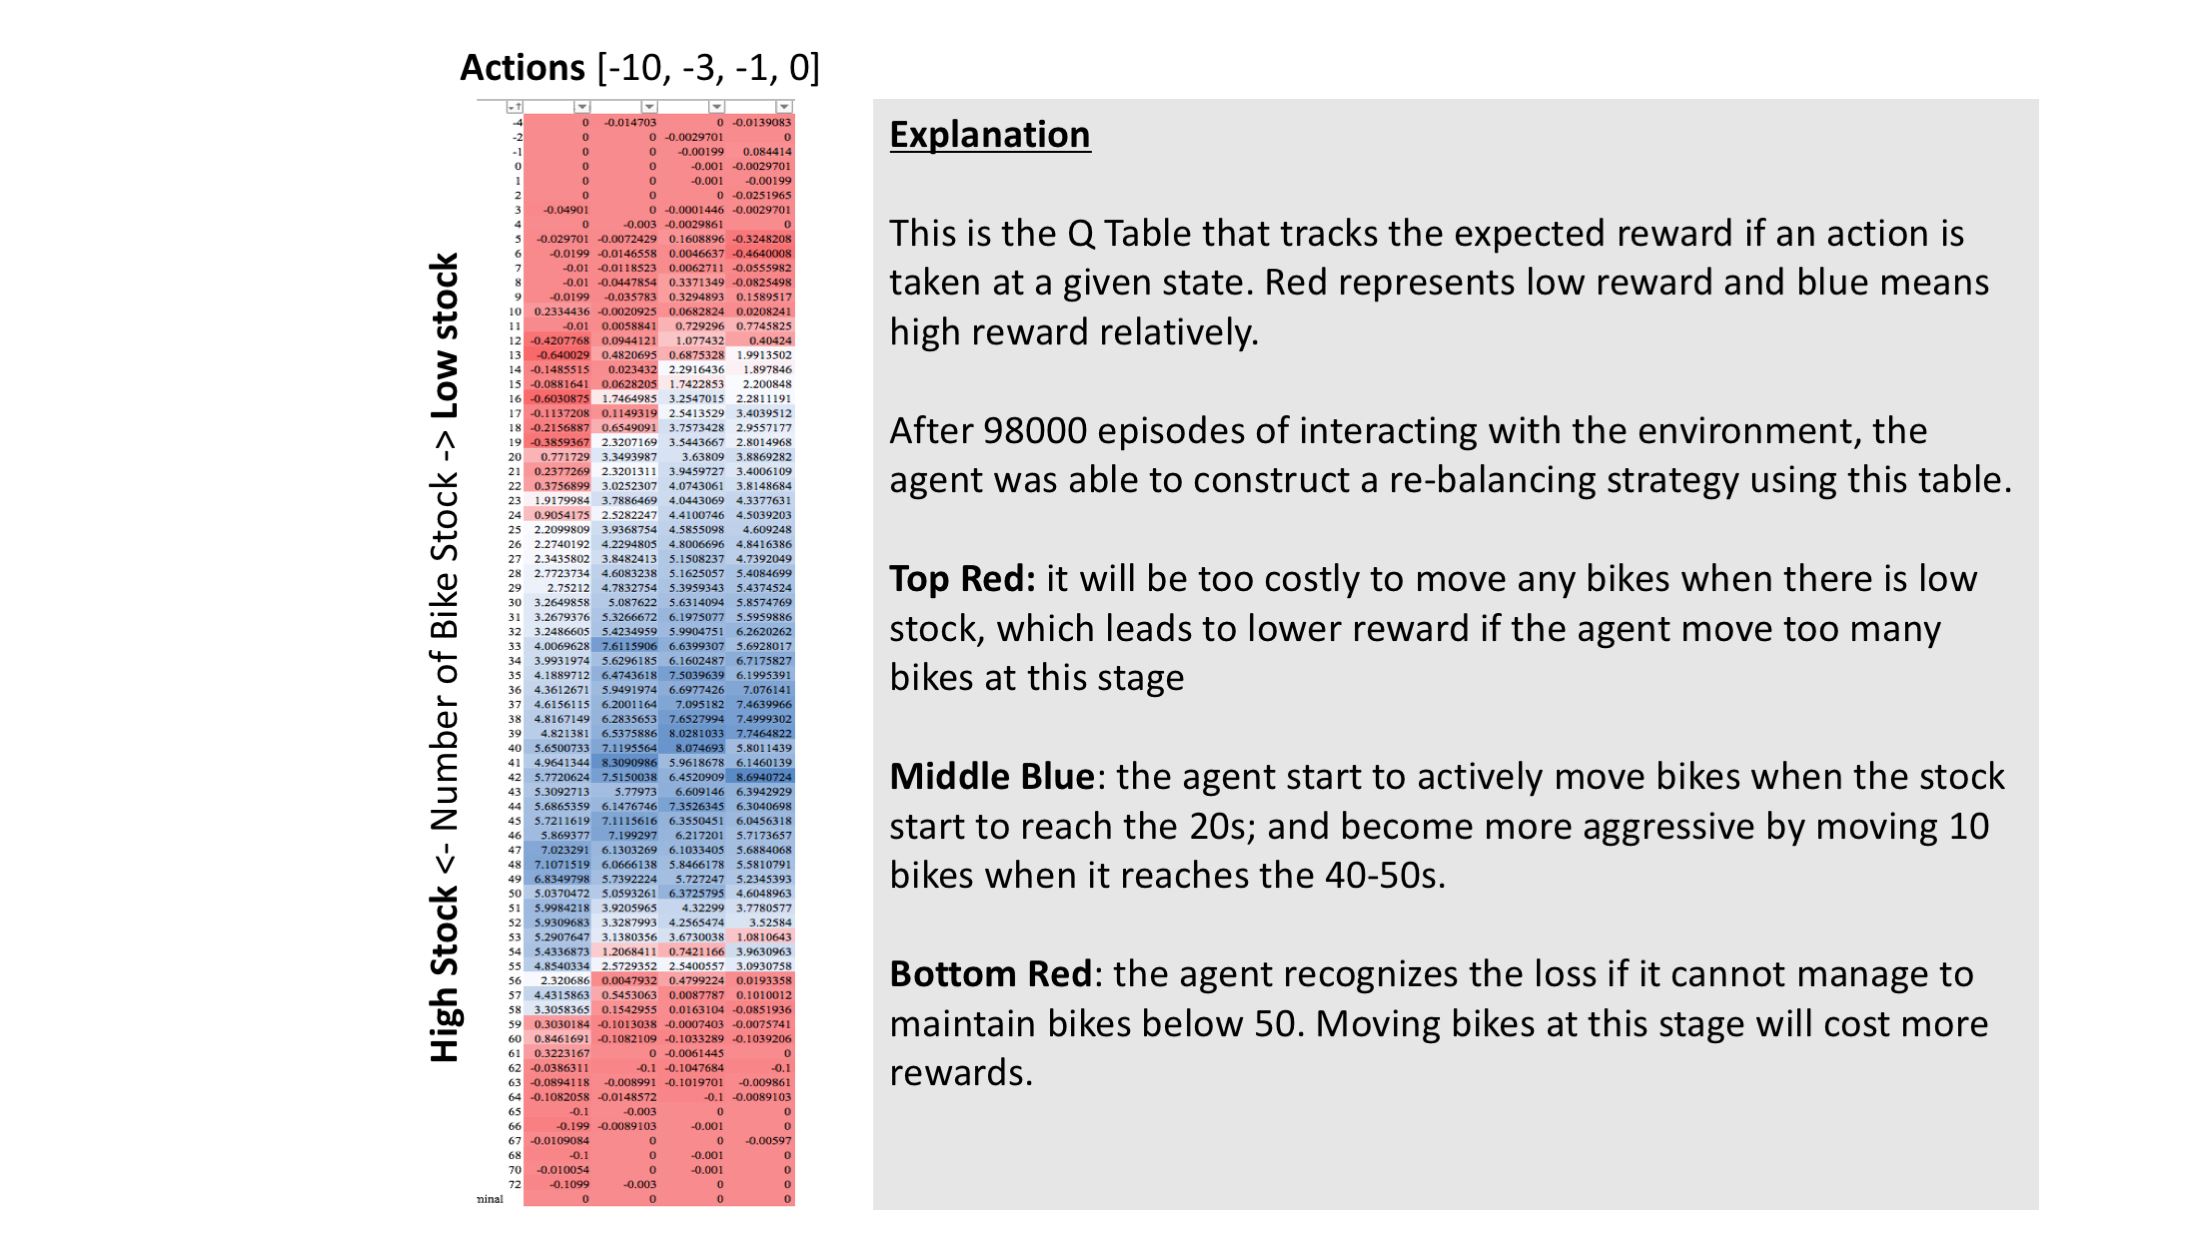 Actions [-10, -3, -1, 0]
High Stock <- Number of Bike Stock -> Low stock
-4 0 -0.014703 0 -0.0139083
-2 0 0 -0.0029701 0
-1 0 0 -0.00199 0.084414
0 0 0 -0.001 -0.0029701
1 0 0 -0.001 -0.00199
2 0 0 0 -0.0251965
3 -0.04901 0 -0.0001446 -0.0029701
4 0 -0.003 -0.0029861 0
5 -0.029701 -0.0072429 0.1608896 -0.3248208
6 -0.0199 -0.0146558 0.0046637 -0.4640008
7 -0.01 -0.0118523 0.0062711 -0.0555982
8 -0.01 -0.0447854 0.3371349 -0.0825498
9 -0.0199 -0.035783 0.3294893 0.1589517
10 0.2334436 -0.0020925 0.0682824 0.0208241
11 -0.01 0.0058841 0.729296 0.7745825
12 -0.4207768 0.0944121 1.077432 0.40424
13 -0.640029 0.4820695 0.6875328 1.9913502
14 -0.1485515 0.023432 2.2916436 1.897846
15 -0.0881641 0.0628205 1.7422853 2.200848
16 -0.6030875 1.7464985 3.2547015 2.2811191
17 -0.1137208 0.1149319 2.5413529 3.4039512
18 -0.2156887 0.6549091 3.7573428 2.9557177
19 -0.3859367 2.3207169 3.5443667 2.8014968
20 0.771729 3.3493987 3.63809 3.8869282
21 0.2377269 2.3201311 3.9459727 3.4006109
22 0.3756899 3.0252307 4.0743061 3.8148684
23 1.9179984 3.7886469 4.0443069 4.3377631
24 0.9054175 2.5282247 4.4100746 4.5039203
25 2.2099809 3.9368754 4.5855098 4.609248
26 2.2740192 4.2294805 4.8006696 4.8416386
27 2.3435802 3.8482413 5.1508237 4.7392049
28 2.7723734 4.6083238 5.1625057 5.4084699
29 2.75212 4.7832754 5.3959343 5.4374524
30 3.2649858 5.087622 5.6314094 5.8574769
31 3.2679376 5.3266672 6.1975077 5.5959886
32 3.2486605 5.4234959 5.9904751 6.2620262
33 4.0069628 7.6115906 6.6399307 5.6928017
34 3.9931974 5.6296185 6.1602487 6.7175827
35 4.1889712 6.4743618 7.5039639 6.1995391
36 4.3612671 5.9491974 6.6977426 7.076141
37 4.6156115 6.2001164 7.095182 7.4639966
38 4.8167149 6.2835653 7.6527994 7.4999302
39 4.821381 6.5375886 8.0281033 7.7464822
40 5.6500733 7.1195564 8.074693 5.8011439
41 4.9641344 8.3090986 5.9618678 6.1460139
42 5.7720624 7.5150038 6.4520909 8.6940724
43 5.3092713 5.77973 6.609146 6.3942929
44 5.6865359 6.1476746 7.3526345 6.3040698
45 5.7211619 7.1115616 6.3550451 6.0456318
46 5.869377 7.199297 6.217201 5.7173657
47 7.023291 6.1303269 6.1033405 5.6884068
48 7.1071519 6.0666138 5.8466178 5.5810791
49 6.8349798 5.7392224 5.727247 5.2345393
50 5.0370472 5.0593261 6.3725795 4.6048963
51 5.9984218 3.9205965 4.32299 3.7780577
52 5.9309683 3.3287993 4.2565474 3.52584
53 5.2907647 3.1380356 3.6730038 1.0810643
54 5.4336873 1.2068411 0.7421166 3.9630963
55 4.8540334 2.5729352 2.5400557 3.0930758
56 2.320686 0.0047932 0.4799224 0.0193358
57 4.4315863 0.5453063 0.0087787 0.1010012
58 3.3058365 0.1542955 0.0163104 -0.0851936
59 0.3030184 -0.1013038 -0.0007403 -0.0075741
60 0.8461691 -0.1082109 -0.1033289 -0.1039206
61 0.3223167 0 -0.0061445 0
62 -0.0386311 -0.1 -0.1047684 -0.1
63 -0.0894118 -0.008991 -0.1019701 -0.009861
64 -0.1082058 -0.0148572 -0.1 -0.0089103
65 -0.1 -0.003 0 0
66 -0.199 -0.0089103 -0.001 0
67 -0.0109084 0 0 -0.00597
68 -0.1 0 -0.001 0
70 -0.010054 0 -0.001 0
72 -0.1099 -0.003 0 0
minal 0 0 0 0
Explanation
This is the Q Table that tracks the expected reward if an action is
taken at a given state. Red represents low reward and blue means
high reward relatively.
After 98000 episodes of interacting with the environment, the
agent was able to construct a re-balancing strategy using this table.
Top Red: it will be too costly to move any bikes when there is low
stock, which leads to lower reward if the agent move too many
bikes at this stage
Middle Blue: the agent start to actively move bikes when the stock
start to reach the 20s; and become more aggressive by moving 10
bikes when it reaches the 40-50s.
Bottom Red: the agent recognizes the loss if it cannot manage to
maintain bikes below 50. Moving bikes at this stage will cost more
rewards.